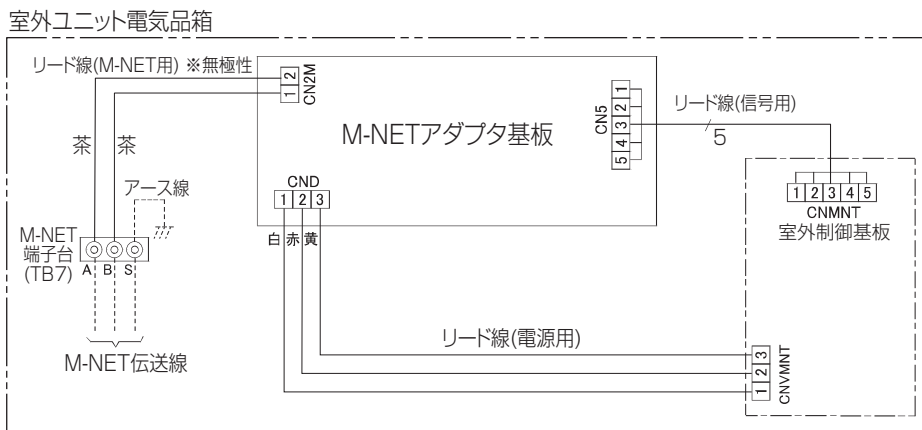 室外ユニット電気品箱
リード線(M-NET用) ※無極性
2
1
CN2M
M-NETアダプタ基板
CN5
1
2
3
4
5
リード線(信号用)
5
茶
茶
アース線
CND
1 2 3
白 赤 黄
1 2 3 4 5
CNMNT
室外制御基板
M-NET
端子台
(TB7)
A B S
M-NET伝送線
リード線(電源用)
3
2
1
CNVMNT